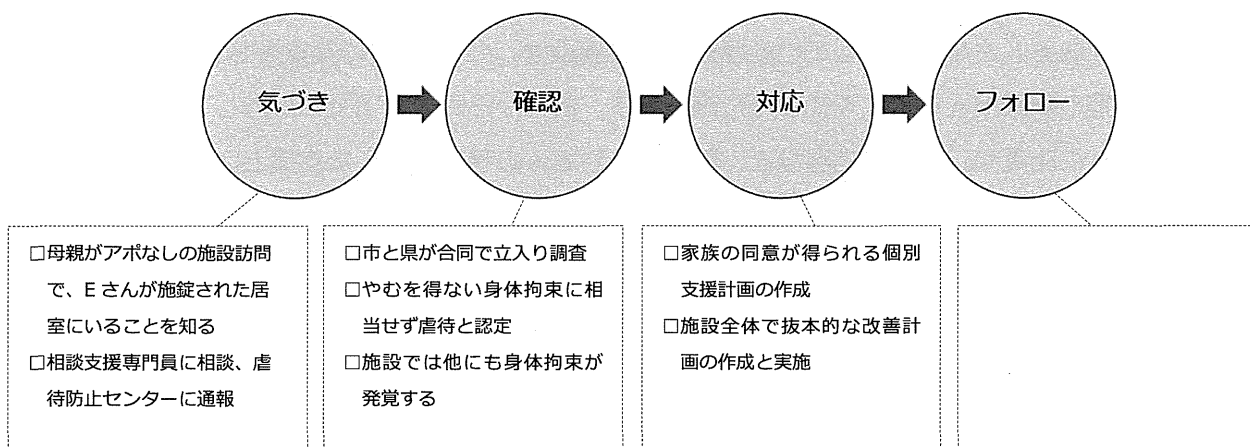 気づき
確認
対応
フォロー
□母親がアポなしの施設訪問
で、Eさんが施錠された居
室にいることを知る
□相談支援専門員に相談、虐
待防止センターに通報
□市と県が合同で立入り調査
□やむを得ない身体拘束に相
当せず虐待と認定
□施設では他にも身体拘束が
発覚する
□家族の同意が得られる個別
支援計画の作成
□施設全体で抜本的な改善計
画の作成と実施